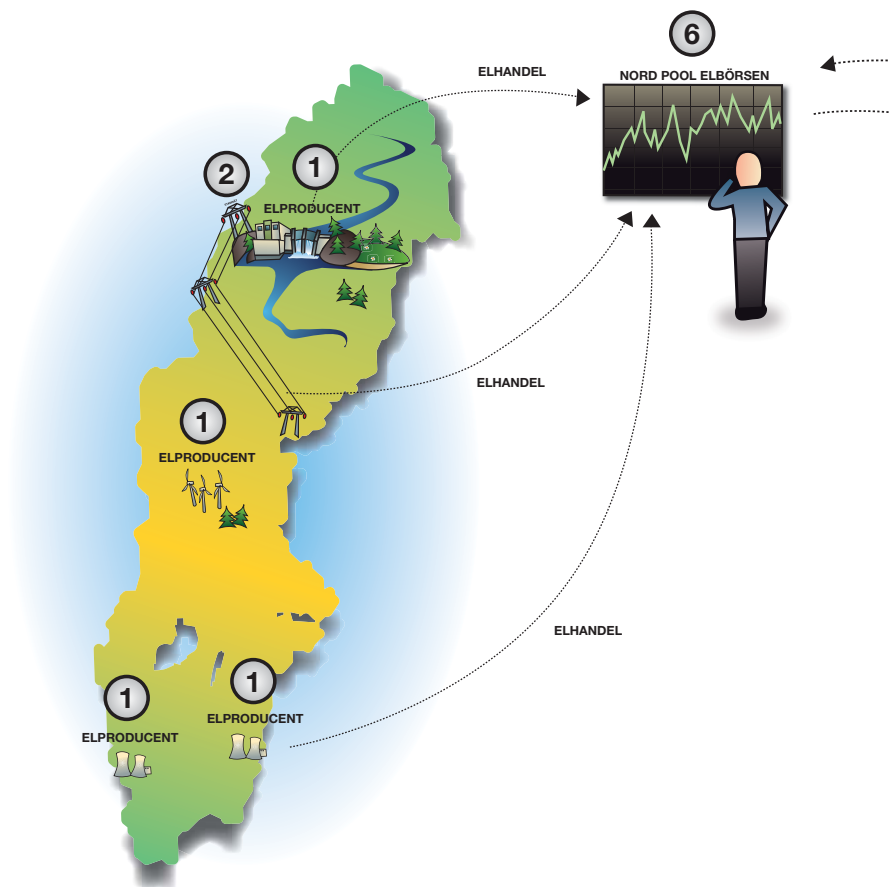 6
ELHANDEL
NORD POOL ELBÖRSEN
2
1
ELPRODUCENT
ELHANDEL
1
ELPRODUCENT
ELHANDEL
1
ELPRODUCENT
1
ELPRODUCENT